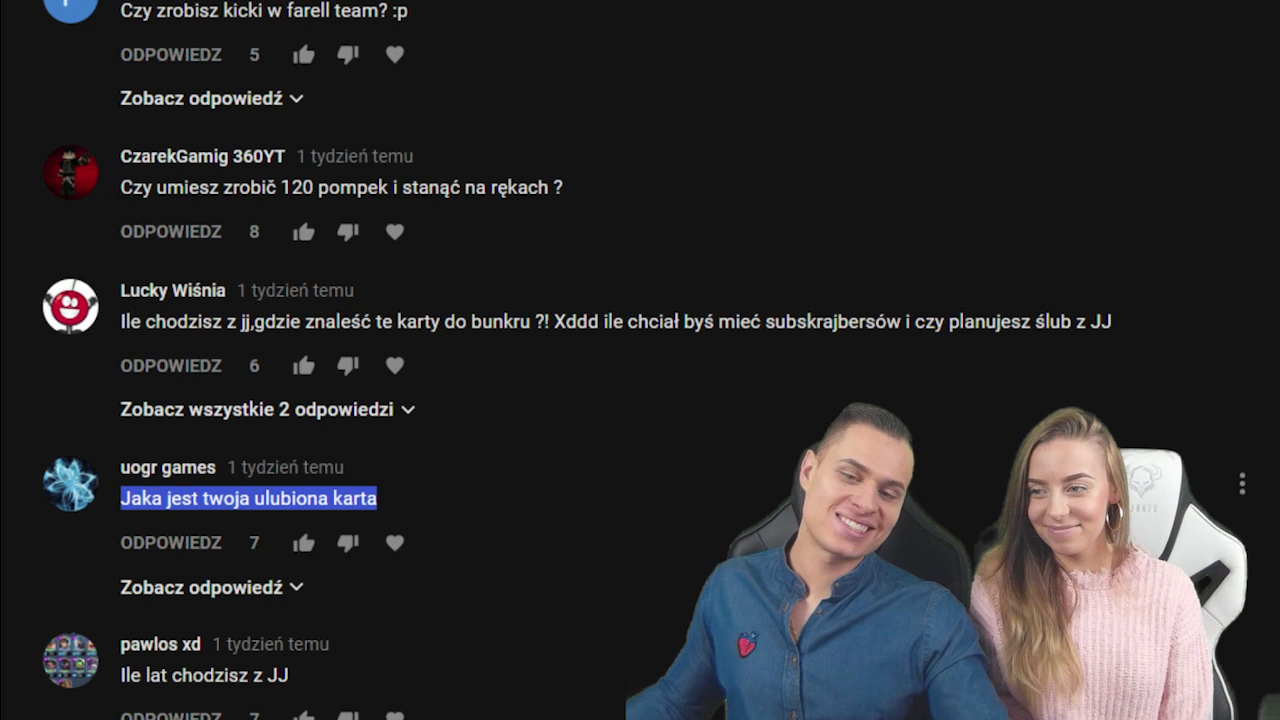 Czy zrobisz kicki w farell team? :p
ODPOWIEDZ 5
Zobacz odpowiedź
CzarekGamig 360YT 1 tydzień temu
Czy umiesz zrobič 120 pompek i stanąć na rękach ?
ODPOWIEDZ 8
Lucky Wiśnia 1 tydzień temu
Ile chodzisz z jj,gdzie znaleść te karty do bunkru ?! Xddd ile chciał byś mieć subskrajbersów i czy planujesz ślub z JJ
ODPOWIEDZ 6
Zobacz wszystkie 2 odpowiedzi
uogr games 1 tydzień temu
Jaka jest twoja ulubiona karta
ODPOWIEDZ 7
Zobacz odpowiedź
pawlos xd 1 tydzień temu
Ile lat chodzisz z JJ
ODPOWIEDZ 7